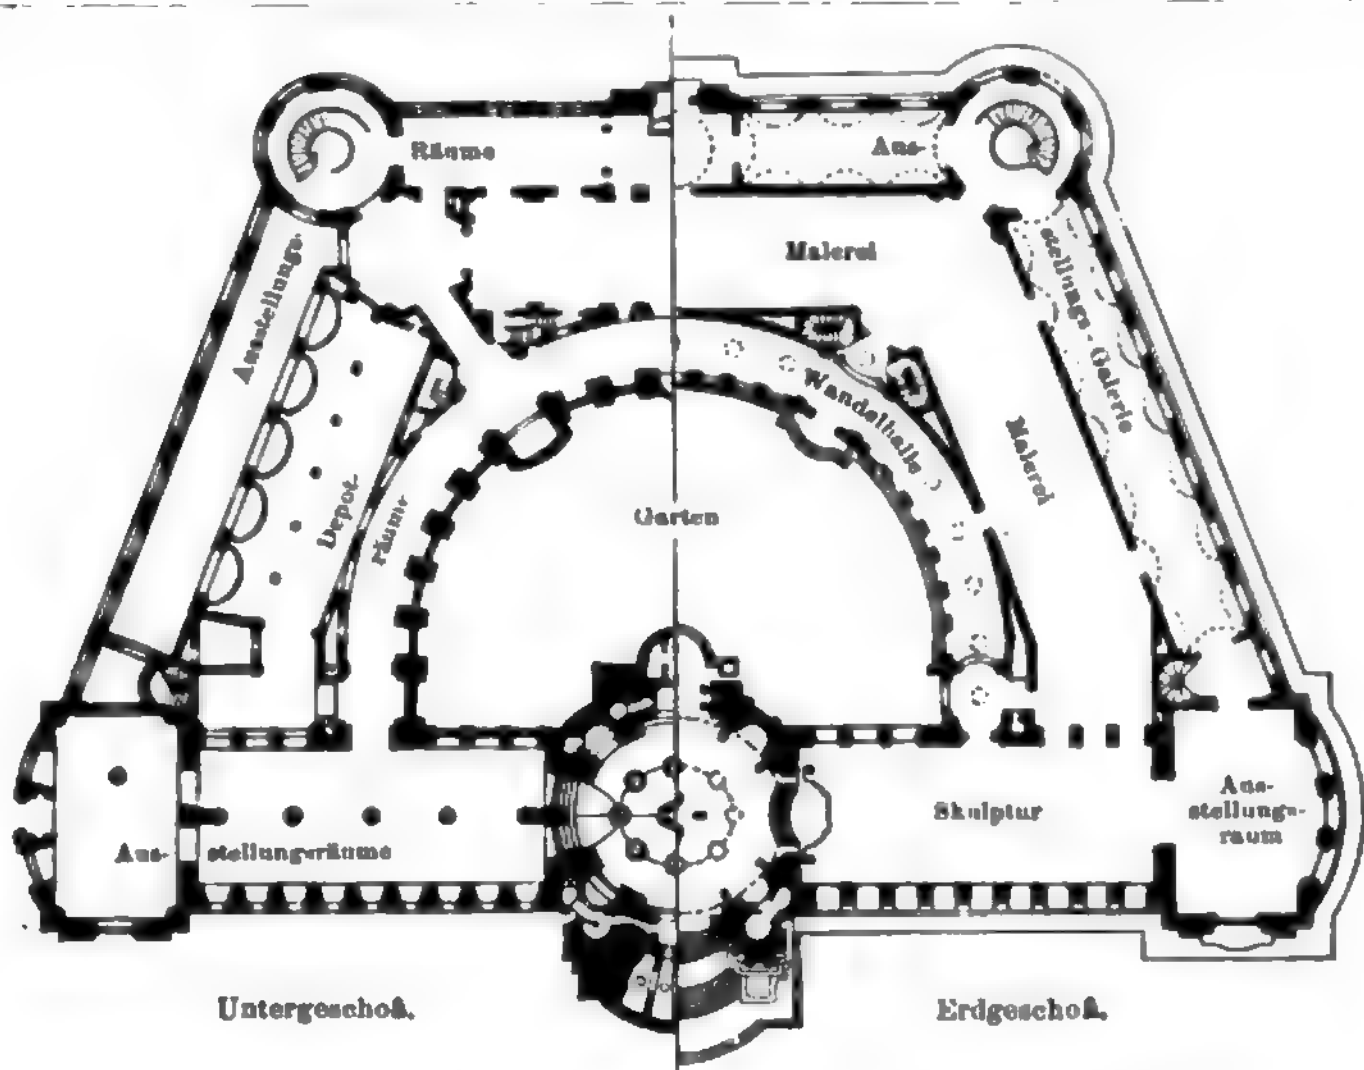 Räume
Aus-
Malerei
Ausstellungs-
stellungs-Galerie
Wandelhalle
Malerei
Depot-
räume
Garten
Skulptur
Aus-
stellungs-
raum
Aus-
stellungsräume
Untergeschoß.
Erdgeschoß.